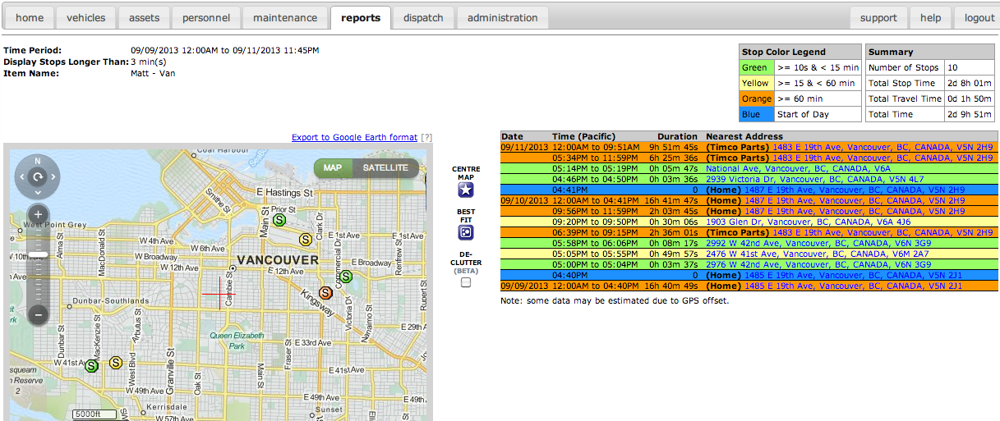 home vehicles assets personnel maintenance reports dispatch administration support help logout
Time Period: 09/09/2013 12:00AM to 09/11/2013 11:45PM
Display Stops Longer Than: 3 min(s)
Item Name: Matt - Van
Stop Color Legend
Green >= 10s & < 15 min
Yellow >= 15 & < 60 min
Orange >= 60 min
Blue Start of Day
Summary
Number of Stops 10
Total Stop Time 2d 8h 01m
Total Travel Time 0d 1h 50m
Total Time 2d 9h 51m
Export to Google Earth format [?]
N
MAP SATELLITE
Coal Harbour
E Hastings St
Smithe St
Main St
Prior St
Clark Dr
West Point Grey
W 4th Ave
W 6th Ave
E 1st Ave
E 1st Ave
Alma St
MacDonald St
W 10th Ave
W Broadway
VANCOUVER
Commercial Dr
E Broadway
Renfrew St
W 12th Ave
E 12th Ave
Cambie St
Kingsway
Rupert St
Dunbar-Southlands
Victoria Dr
Nanaimo St
E 29th Ave
Dunbar St
MacKenzie St
Arbutus St
Queen Elizabeth
Park
E 33rd Ave
Fraser St
W 41st Ave
West Blvd
Granville St
Oak St
Main St
E 41st Ave
Musqueam
Indian Reserve
2
W 49th Ave
E 49th Ave
Kerrisdale
Sunset
W 57th Ave
5000ft
S
S
S
S
S
S
CENTRE
MAP
BEST
FIT
DE-
CLUTTER
(BETA)
Date Time (Pacific) Duration Nearest Address
09/11/2013 12:00AM to 09:51AM 9h 51m 45s (Timco Parts) 1483 E 19th Ave, Vancouver, BC, CANADA, V5N 2H9
05:34PM to 11:59PM 6h 25m 36s (Timco Parts) 1483 E 19th Ave, Vancouver, BC, CANADA, V5N 2H9
05:14PM to 05:19PM 0h 05m 47s National Ave, Vancouver, BC, CANADA, V6A
04:46PM to 04:50PM 0h 03m 36s 2939 Victoria Dr, Vancouver, BC, CANADA, V5N 4L7
04:41PM 0 (Home) 1487 E 19th Ave, Vancouver, BC, CANADA, V5N 2H9
09/10/2013 12:00AM to 04:41PM 16h 41m 47s (Home) 1487 E 19th Ave, Vancouver, BC, CANADA, V5N 2H9
09:56PM to 11:59PM 2h 03m 45s (Home) 1487 E 19th Ave, Vancouver, BC, CANADA, V5N 2H9
09:20PM to 09:50PM 0h 30m 06s 1903 Glen Dr, Vancouver, BC, CANADA, V6A 4J6
06:39PM to 09:15PM 2h 36m 01s (Timco Parts) 1483 E 19th Ave, Vancouver, BC, CANADA, V5N 2H9
05:58PM to 06:06PM 0h 08m 17s 2992 W 42nd Ave, Vancouver, BC, CANADA, V6N 3G9
05:05PM to 05:55PM 0h 49m 57s 2476 W 41st Ave, Vancouver, BC, CANADA, V6M 2A7
05:00PM to 05:04PM 0h 03m 37s 2976 W 42nd Ave, Vancouver, BC, CANADA, V6N 3G9
04:40PM 0 (Home) 1485 E 19th Ave, Vancouver, BC, CANADA, V5N 2J1
09/09/2013 12:00AM to 04:40PM 16h 40m 49s (Home) 1485 E 19th Ave, Vancouver, BC, CANADA, V5N 2J1
Note: some data may be estimated due to GPS offset.